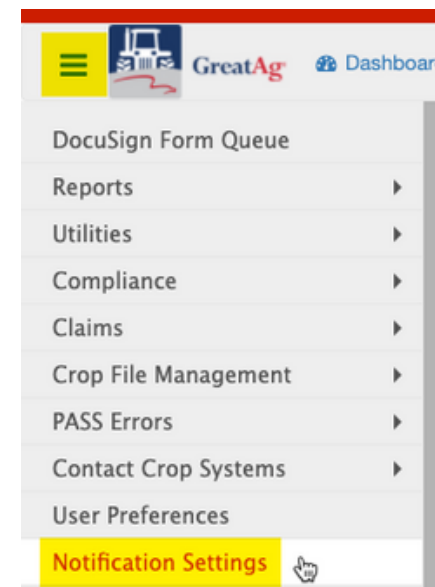 GreatAg Dashboar
DocuSign Form Queue
Reports
Utilities
Compliance
Claims
Crop File Management
PASS Errors
Contact Crop Systems
User Preferences
Notification Settings